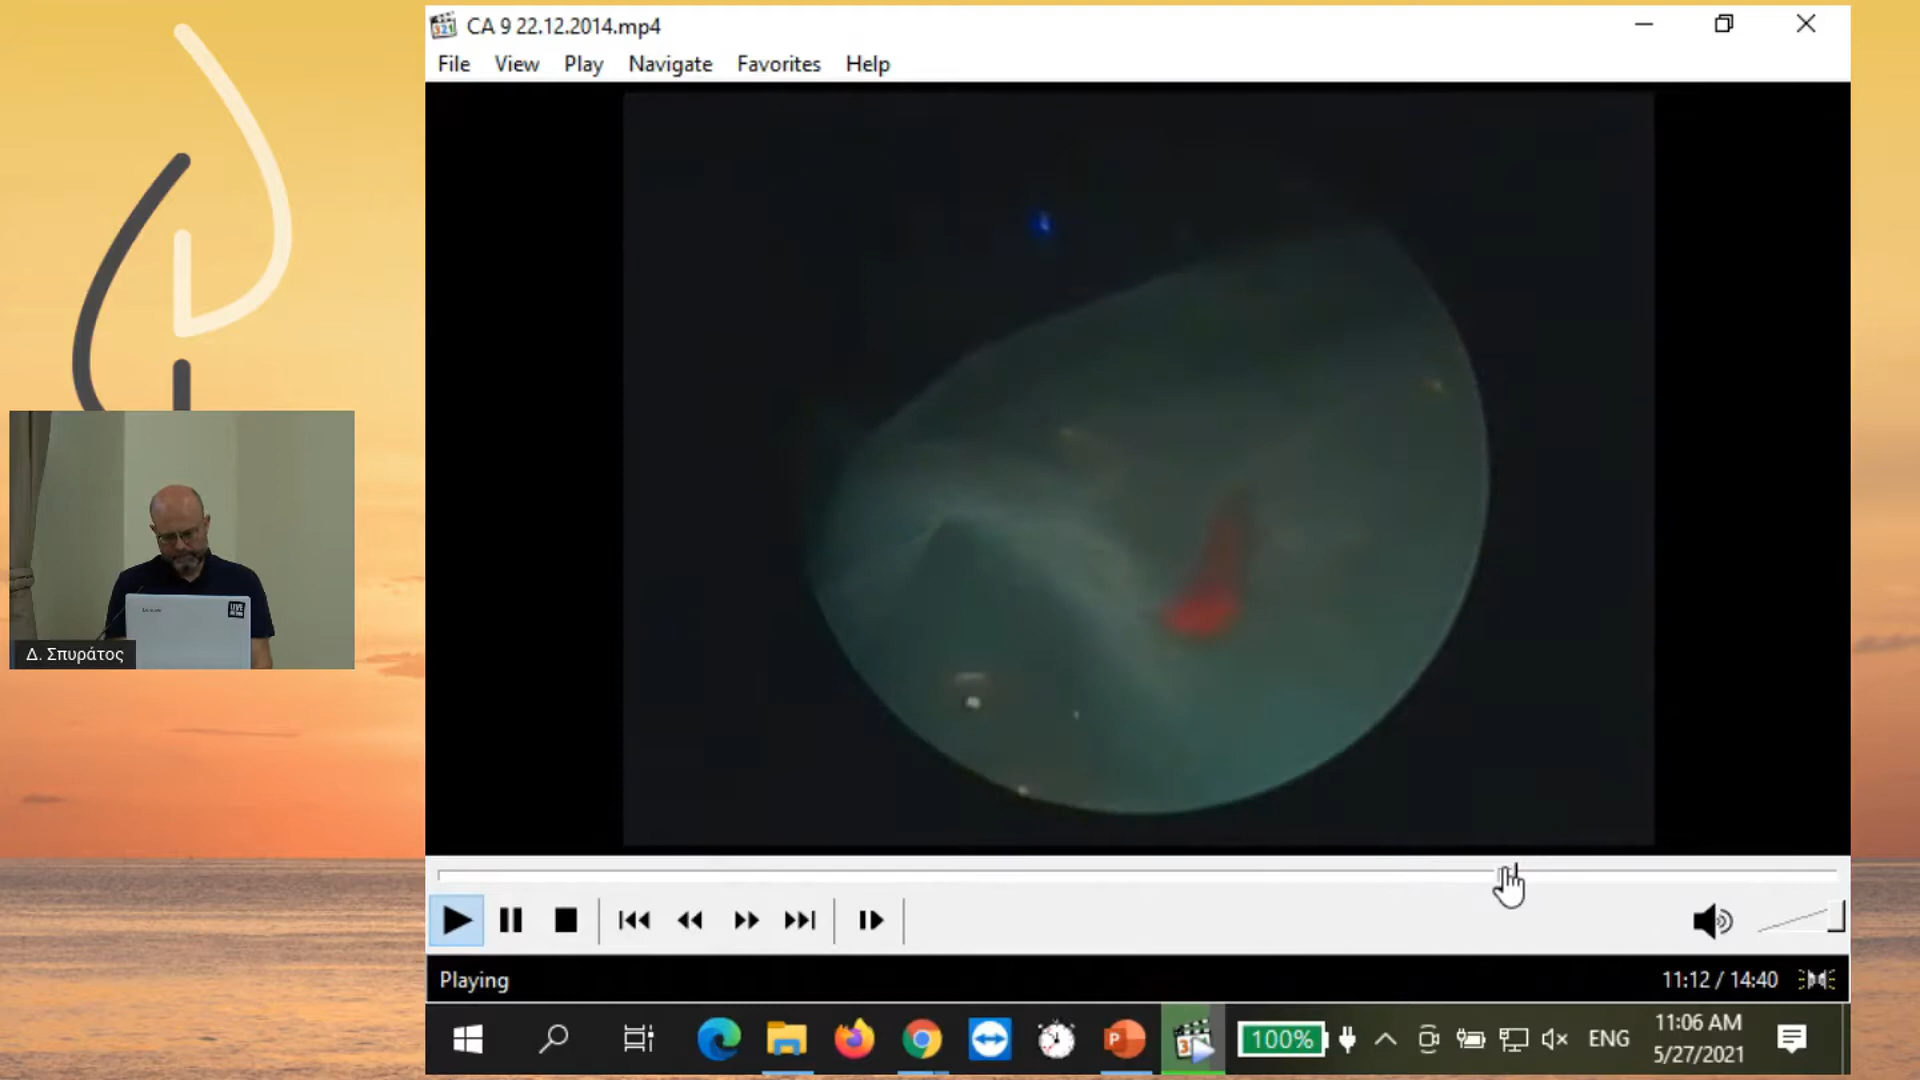 CA 9 22.12.2014.mp4
File View Play Navigate Favorites Help
Δ. Σπυράτος
Playing
11:12 / 14:40
100%
ENG
11:06 AM
5/27/2021